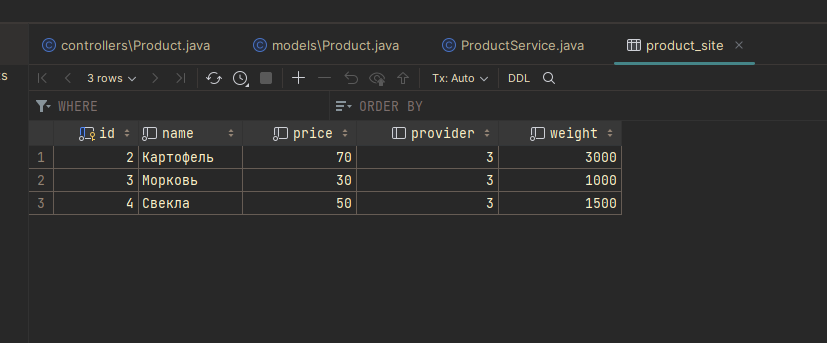 controllers\Product.java models\Product.java ProductService.java product_site
ts
3 rows Tx: Auto DDL
WHERE ORDER BY
id name price provider weight
1 2 Картофель 70 3 3000
2 3 Морковь 30 3 1000
3 4 Свекла 50 3 1500